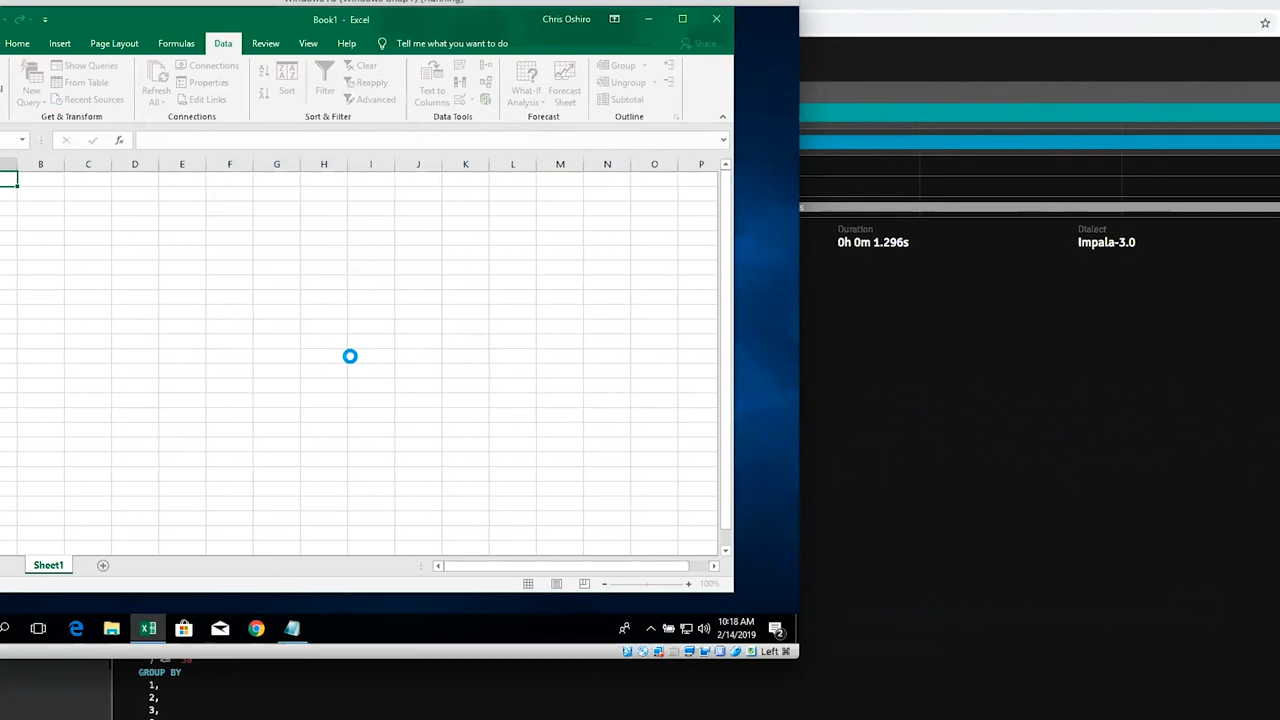 Book1 - Excel
Chris Oshiro
Home Insert Page Layout Formulas Data Review View Help Tell me what you want to do Share
New Query
Show Queries
From Table
Recent Sources
Get & Transform
Refresh All
Connections
Properties
Edit Links
Connections
Sort
Filter
Clear
Reapply
Advanced
Sort & Filter
Text to Columns
Data Tools
What-If Analysis
Forecast Sheet
Forecast
Group
Ungroup
Subtotal
Outline
fx
B C D E F G H I J K L M N O P
Duration
0h 0m 1.296s
Dialect
Impala-3.0
Sheet1
100%
10:18 AM
2/14/2019
2
Left ⌘
GROUP BY
1,
2,
3,